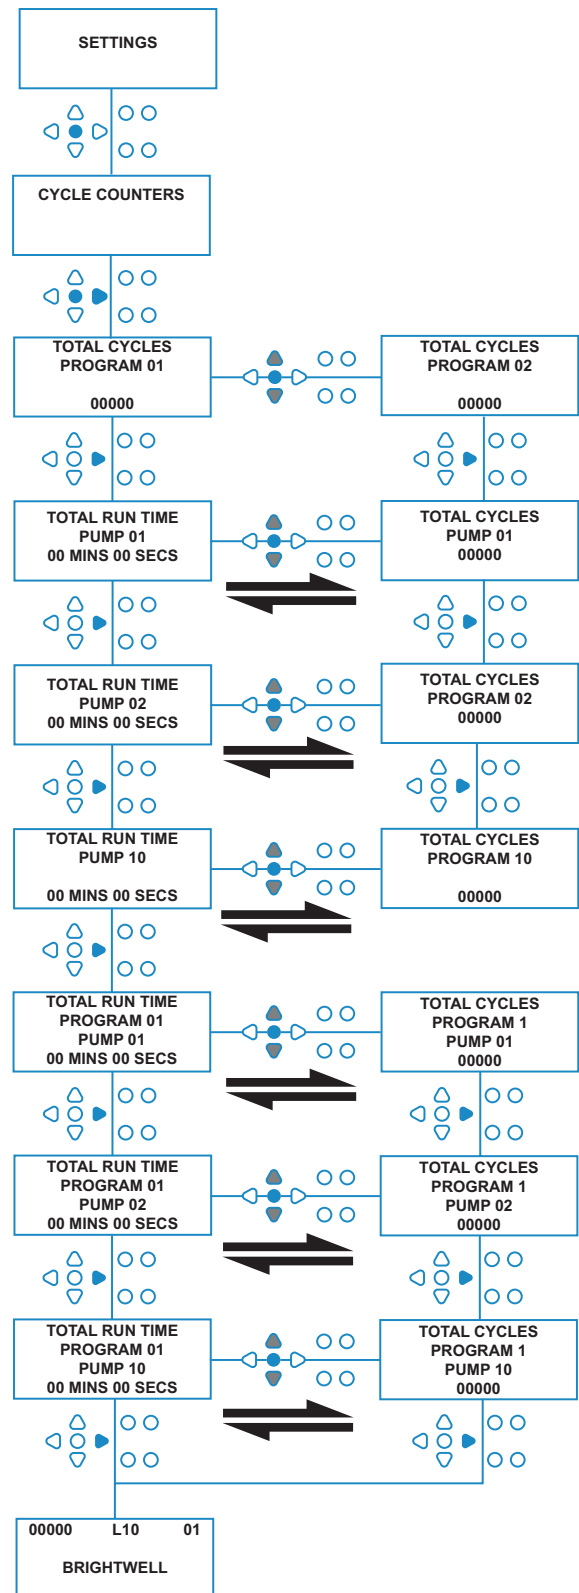 SETTINGS
CYCLE COUNTERS
TOTAL CYCLES
PROGRAM 01
00000
TOTAL CYCLES
PROGRAM 02
00000
TOTAL RUN TIME
PUMP 01
00 MINS 00 SECS
TOTAL CYCLES
PUMP 01
00000
TOTAL RUN TIME
PUMP 02
00 MINS 00 SECS
TOTAL CYCLES
PROGRAM 02
00000
TOTAL RUN TIME
PUMP 10
00 MINS 00 SECS
TOTAL CYCLES
PROGRAM 10
00000
TOTAL RUN TIME
PROGRAM 01
PUMP 01
00 MINS 00 SECS
TOTAL CYCLES
PROGRAM 1
PUMP 01
00000
TOTAL RUN TIME
PROGRAM 01
PUMP 02
00 MINS 00 SECS
TOTAL CYCLES
PROGRAM 1
PUMP 02
00000
TOTAL RUN TIME
PROGRAM 01
PUMP 10
00 MINS 00 SECS
TOTAL CYCLES
PROGRAM 1
PUMP 10
00000
00000 L10 01
BRIGHTWELL